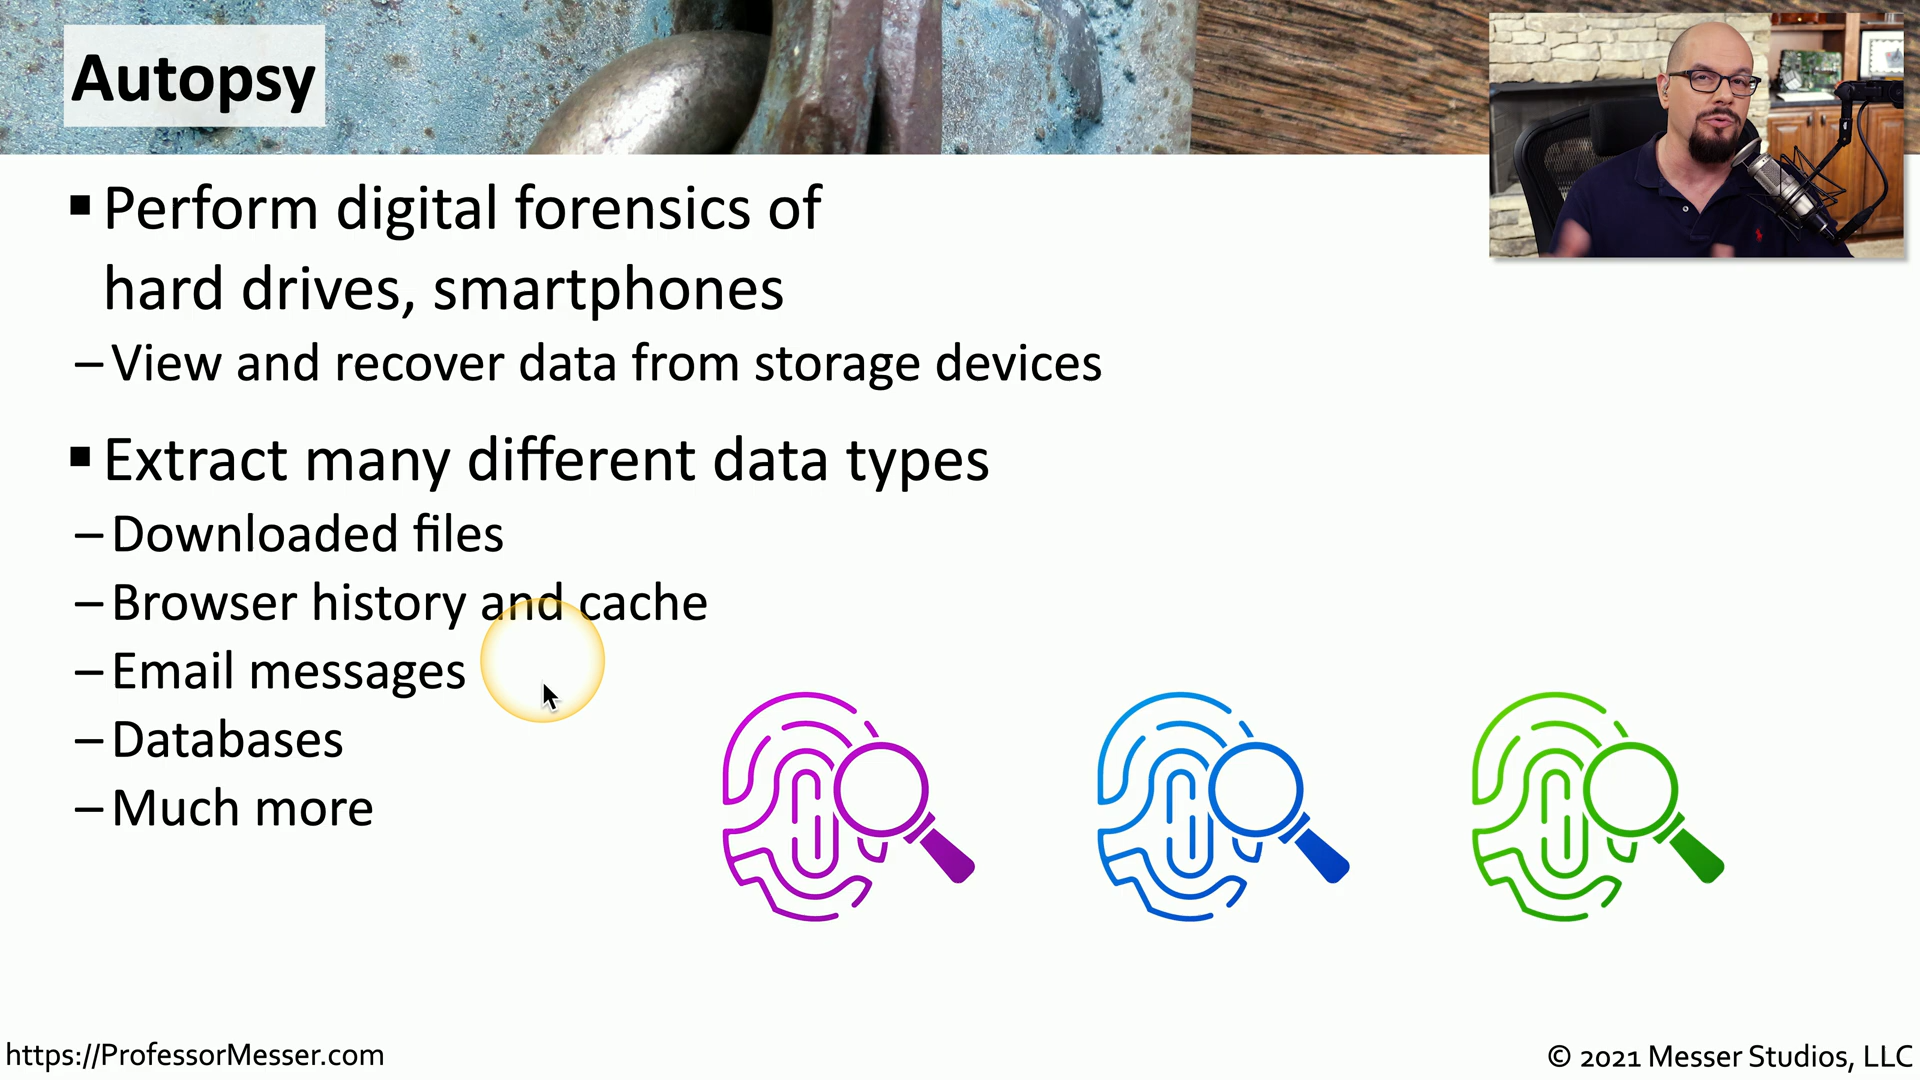 Autopsy
▪ Perform digital forensics of
hard drives, smartphones
– View and recover data from storage devices
▪ Extract many different data types
– Downloaded files
– Browser history and cache
– Email messages
– Databases
– Much more
https://ProfessorMesser.com
© 2021 Messer Studios, LLC